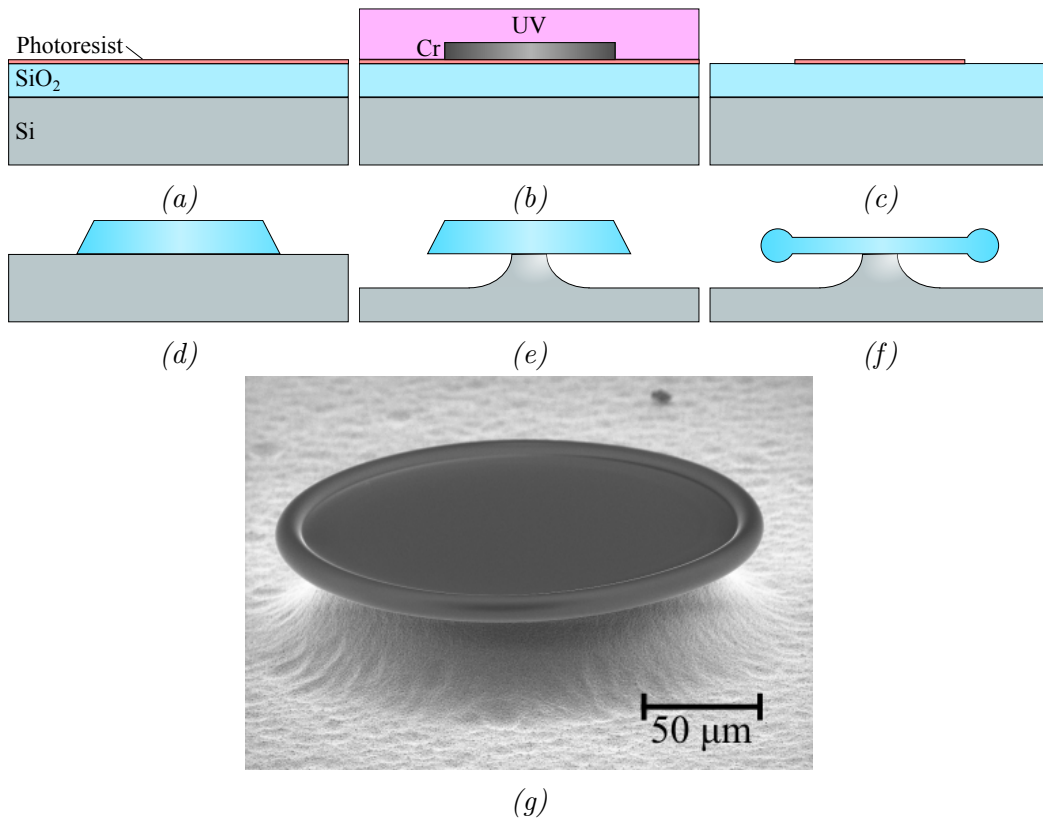 Photoresist
SiO₂
Si
UV
Cr
(a)
(b)
(c)
(d)
(e)
(f)
50 μm
(g)